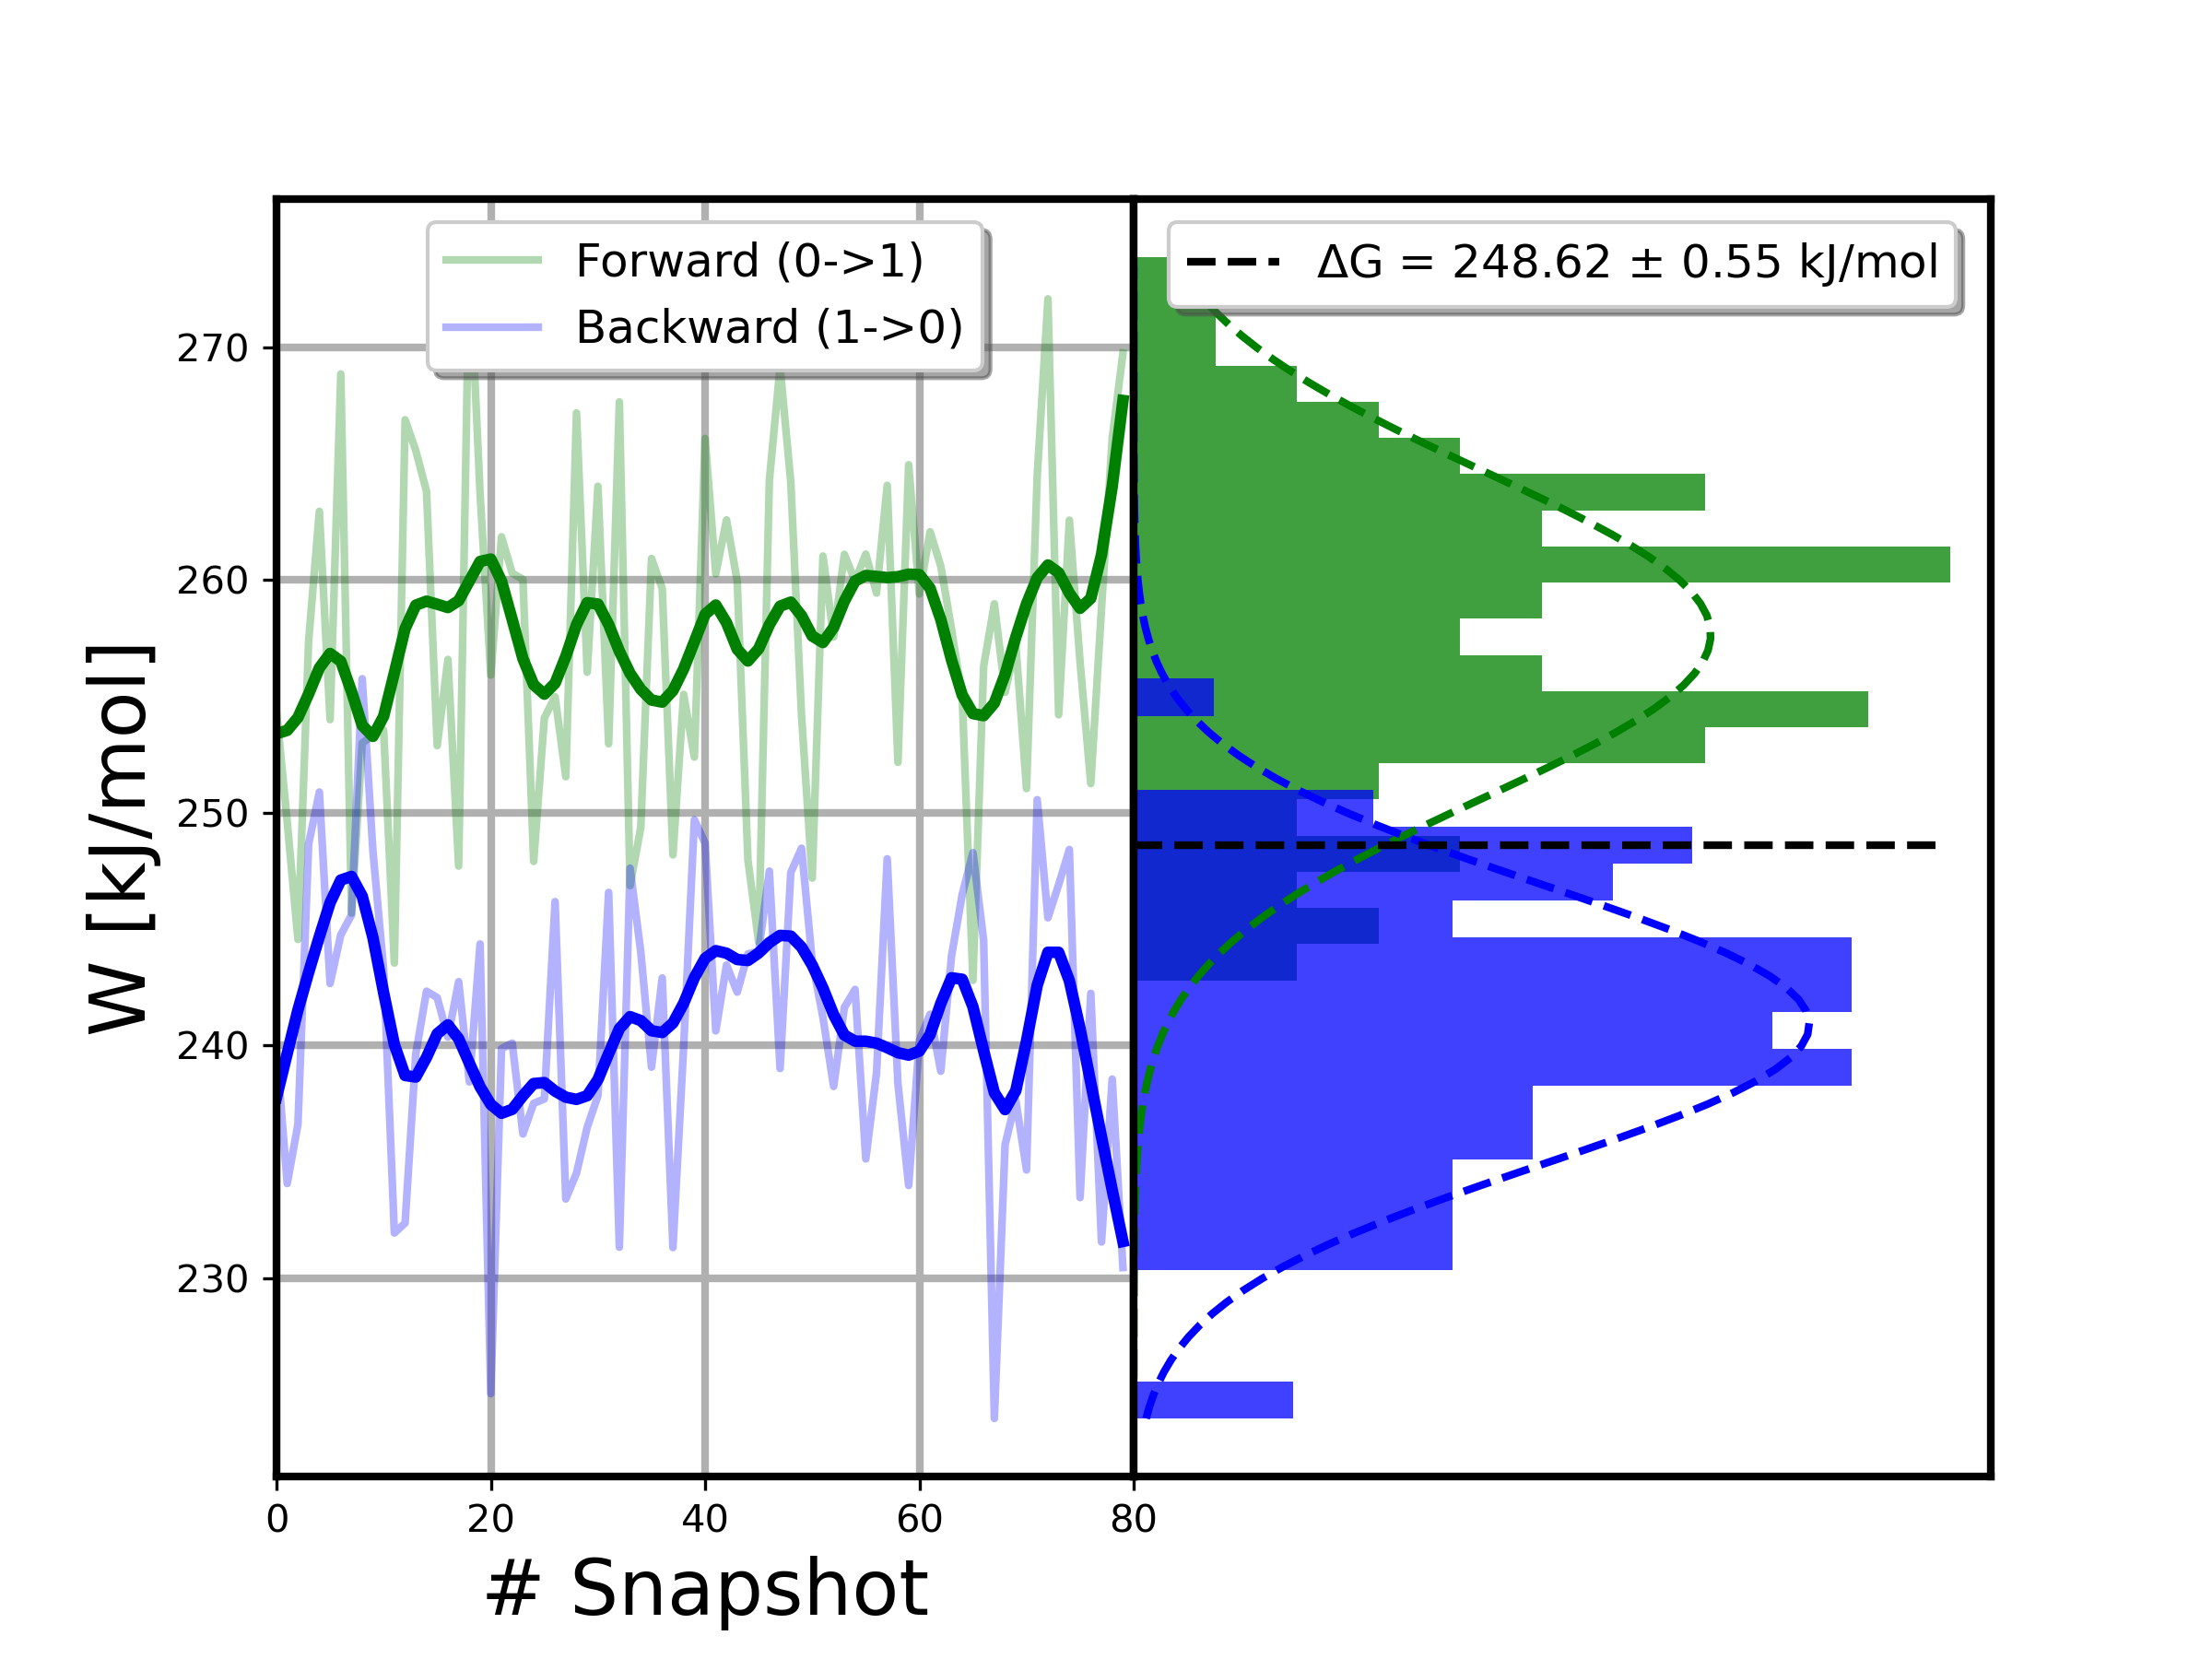 Forward (0->1)
Backward (1->0)
ΔG = 248.62 ± 0.55 kJ/mol
W [kJ/mol]
270
260
250
240
230
0 20 40 60 80
# Snapshot